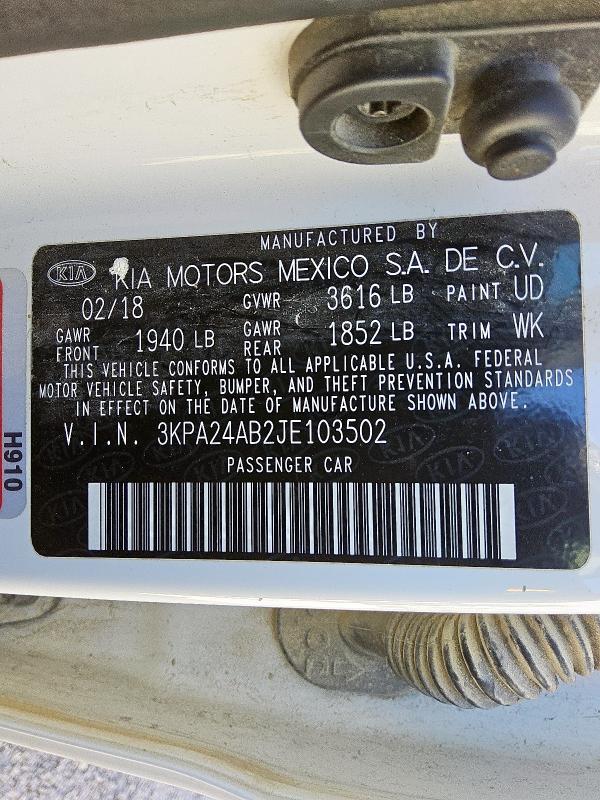 MANUFACTURED BY
KIA KIA MOTORS MEXICO S.A. DE C.V.
02/18 GVWR 3616 LB PAINT UD
GAWR FRONT 1940 LB GAWR REAR 1852 LB TRIM WK
THIS VEHICLE CONFORMS TO ALL APPLICABLE U.S.A. FEDERAL
MOTOR VEHICLE SAFETY, BUMPER, AND THEFT PREVENTION STANDARDS
IN EFFECT ON THE DATE OF MANUFACTURE SHOWN ABOVE.
V.I.N. 3KPA24AB2JE103502
PASSENGER CAR
H910